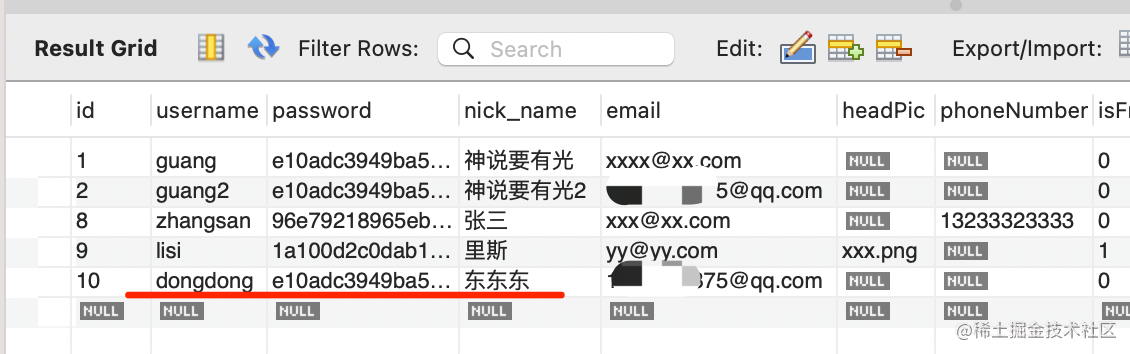 Result Grid Filter Rows: Search Edit: Export/Import:
id username password nick_name email headPic phoneNumber isFr
1 guang e10adc3949ba5... 神说要有光 xxxx@xx.com NULL NULL 0
2 guang2 e10adc3949ba5... 神说要有光2 5@qq.com NULL NULL 0
8 zhangsan 96e79218965eb... 张三 xxx@xx.com NULL 13233323333 0
9 lisi 1a100d2c0dab1... 里斯 yy@yy.com xxx.png NULL 1
10 dongdong e10adc3949ba5... 东东东 375@qq.com NULL NULL 0
NULL NULL NULL NULL NULL NULL NULL NU
@稀土掘金技术社区